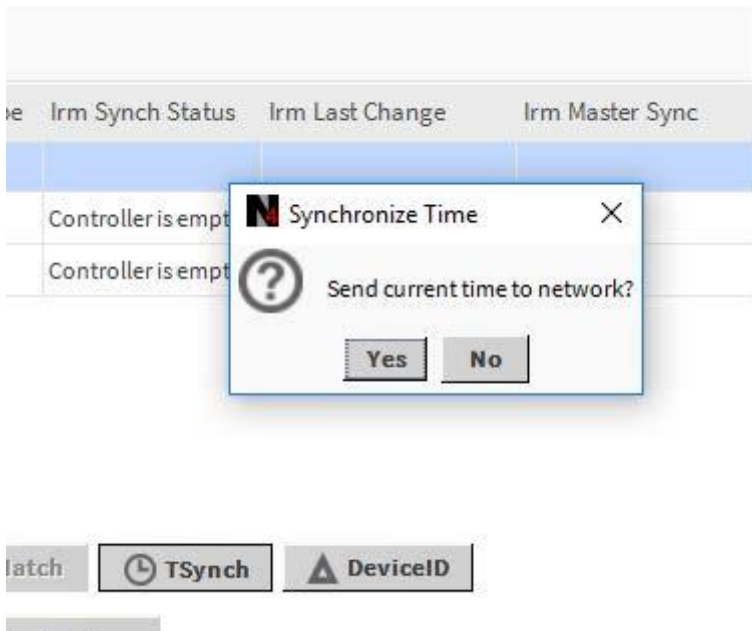 Irm Synch Status Irm Last Change Irm Master Sync
N4 Synchronize Time
Controller is empt
Send current time to network?
Controller is empt
Yes No
TSynch DeviceID